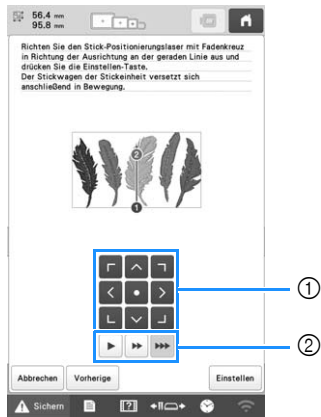 56.4 mm
95.8 mm
Richten Sie den Stick-Positionierungslaser mit Fadenkreuz
in Richtung der Ausrichtung an der geraden Linie aus und
drücken Sie die Einstellen-Taste.
Der Stickwagen der Stickeinheit versetzt sich
anschließend in Bewegung.
②
①
①
②
Abbrechen Vorherige Einstellen
Sichern